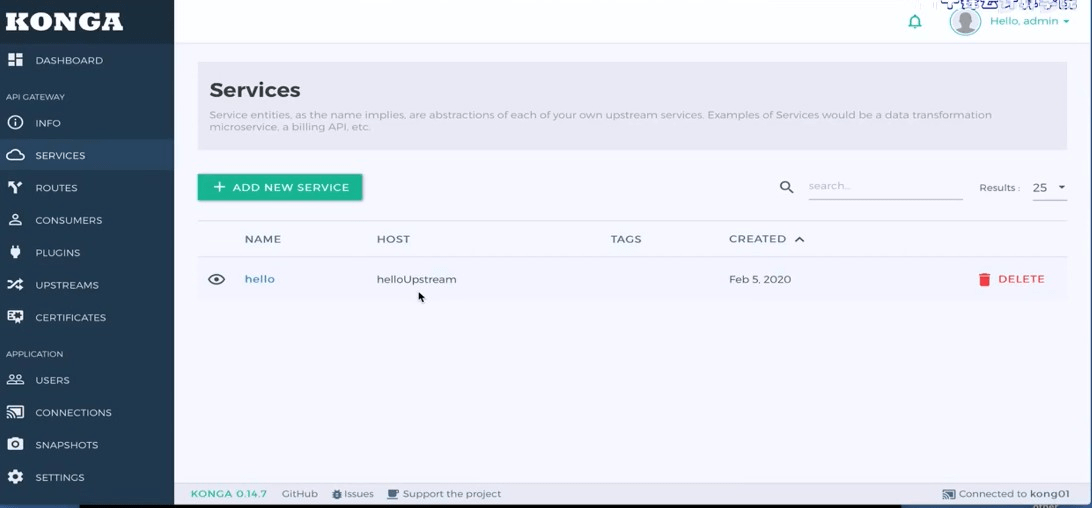 KONGA
Hello, admin
DASHBOARD
API GATEWAY
INFO
SERVICES
ROUTES
CONSUMERS
PLUGINS
UPSTREAMS
CERTIFICATES
APPLICATION
USERS
CONNECTIONS
SNAPSHOTS
SETTINGS
Services
Service entities, as the name implies, are abstractions of each of your own upstream services. Examples of Services would be a data transformation
microservice, a billing API, etc.
+ ADD NEW SERVICE
search...
Results : 25
NAME HOST TAGS CREATED
hello helloUpstream Feb 5, 2020 DELETE
KONGA 0.14.7 GitHub Issues Support the project Connected to kong01
other